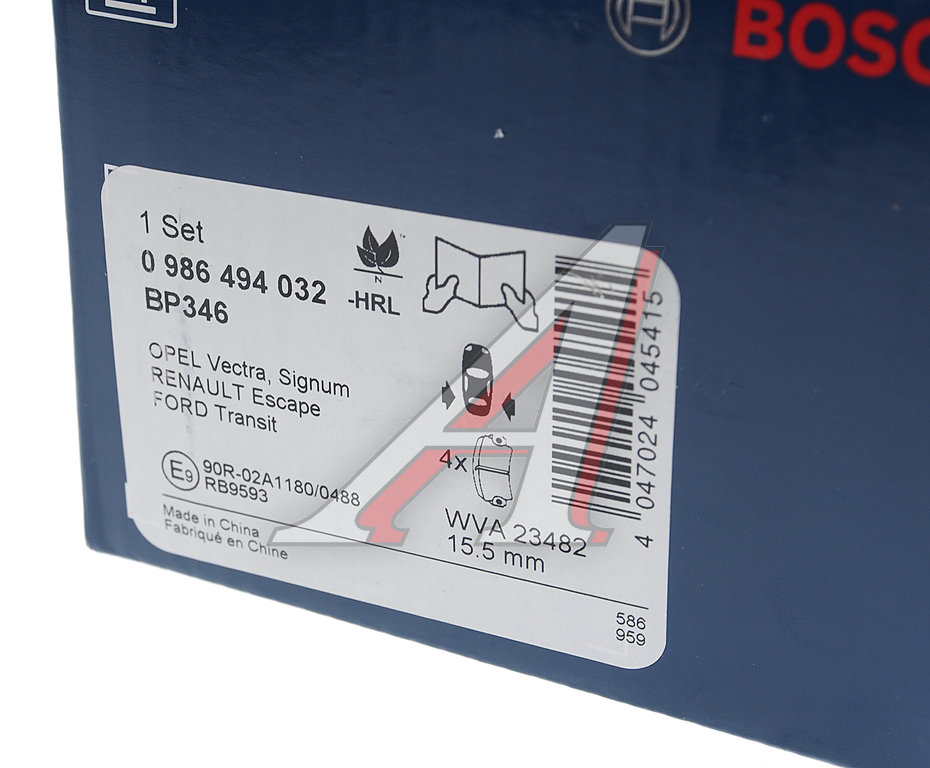 BOSC
1 Set
0 986 494 032 -HRL
BP346
N
OPEL Vectra, Signum
RENAULT Escape
FORD Transit
4x
E9
90R-02A1180/0488
RB9593
WVA 23482
15.5 mm
Made in China
Fabriqué en Chine
586
959
4 047024 045415